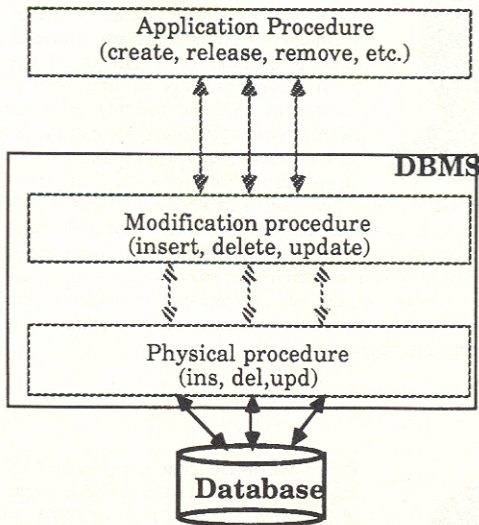 Application Procedure
(create, release, remove, etc.)
DBMS
Modification procedure
(insert, delete, update)
Physical procedure
(ins, del,upd)
Database